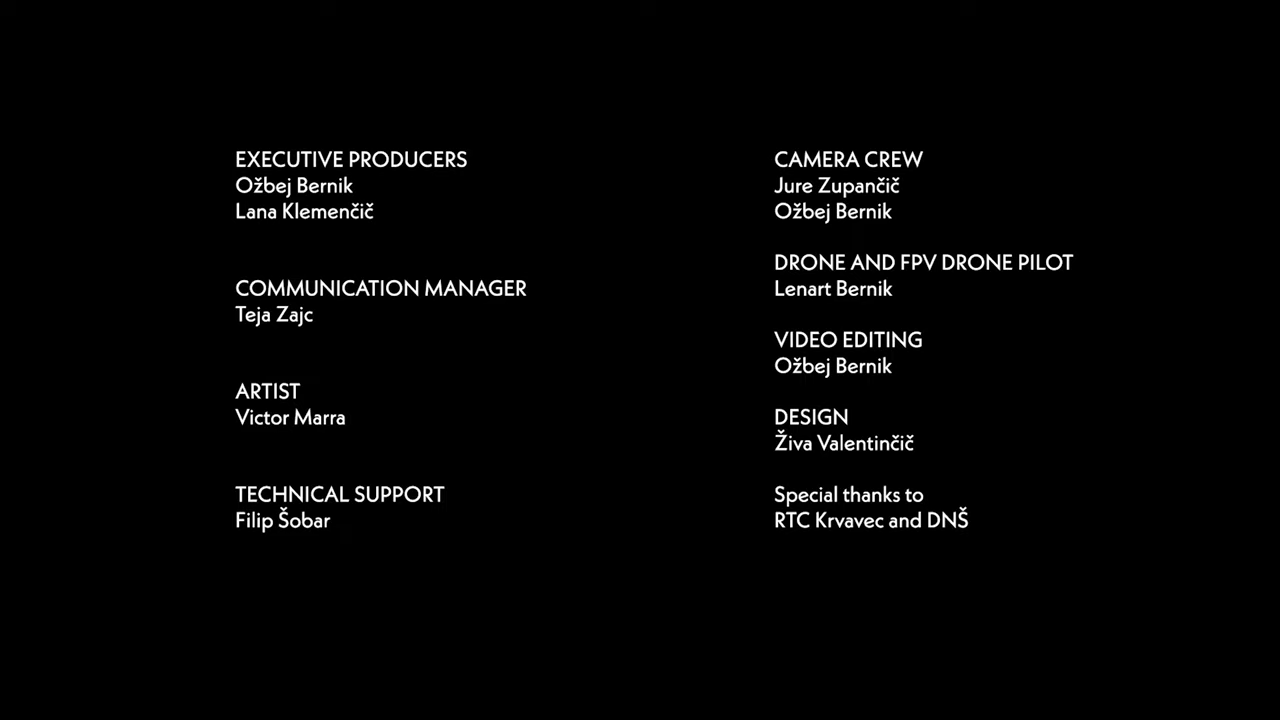 EXECUTIVE PRODUCERS
Ožbej Bernik
Lana Klemenčič
COMMUNICATION MANAGER
Teja Zajc
ARTIST
Victor Marra
TECHNICAL SUPPORT
Filip Šobar
CAMERA CREW
Jure Zupančič
Ožbej Bernik
DRONE AND FPV DRONE PILOT
Lenart Bernik
VIDEO EDITING
Ožbej Bernik
DESIGN
Živa Valentinčič
Special thanks to
RTC Krvavec and DNŠ